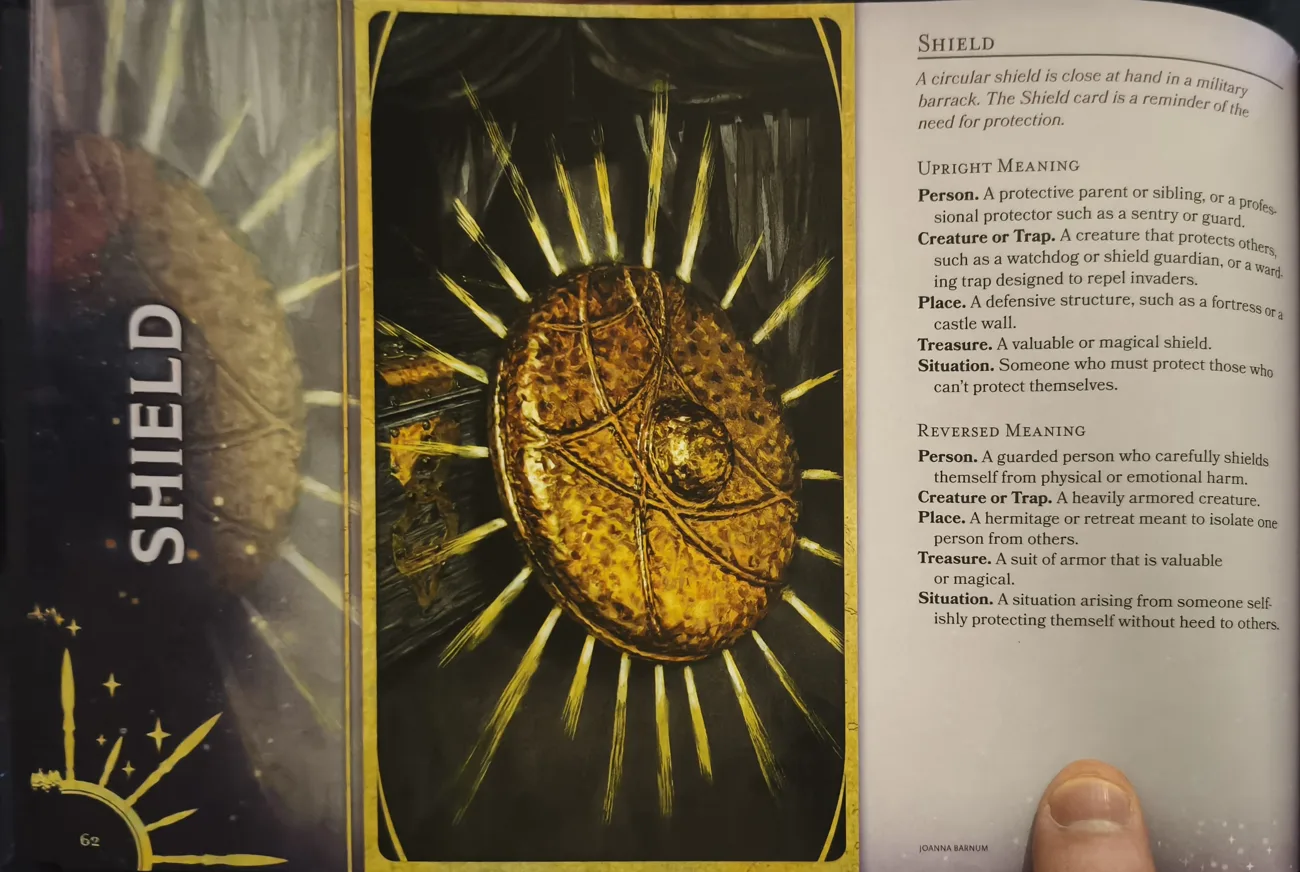 SHIELD
62
SHIELD
A circular shield is close at hand in a military
barrack. The Shield card is a reminder of the
need for protection.
UPRIGHT MEANING
Person. A protective parent or sibling, or a profes-
sional protector such as a sentry or guard.
Creature or Trap. A creature that protects others,
such as a watchdog or shield guardian, or a ward-
ing trap designed to repel invaders.
Place. A defensive structure, such as a fortress or a
castle wall.
Treasure. A valuable or magical shield.
Situation. Someone who must protect those who
can't protect themselves.
REVERSED MEANING
Person. A guarded person who carefully shields
themself from physical or emotional harm.
Creature or Trap. A heavily armored creature.
Place. A hermitage or retreat meant to isolate one
person from others.
Treasure. A suit of armor that is valuable
or magical.
Situation. A situation arising from someone self-
ishly protecting themself without heed to others.
JOANNA BARNUM